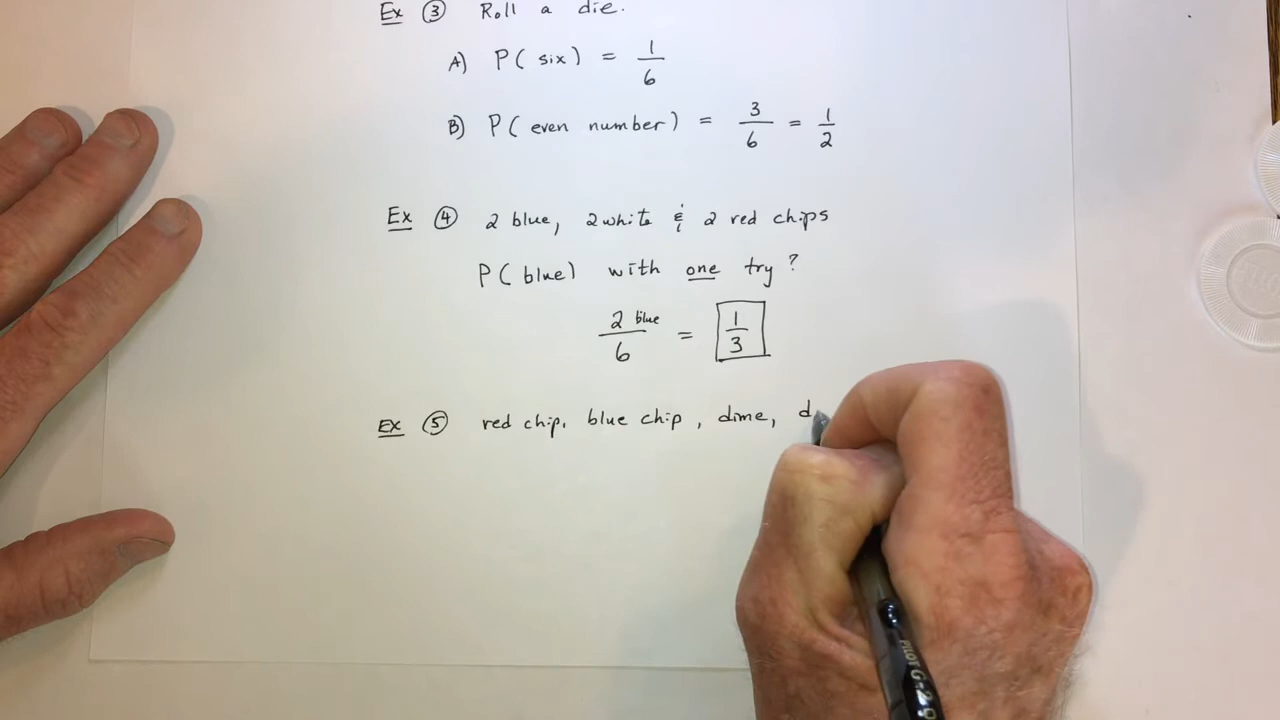 Ex ③ Roll a die.
A) P( six) = 1/6
B) P( even number) = 3/6 = 1/2
Ex ④ 2 blue, 2 white & 2 red chips
P( blue) with one try?
2 blue/6 = 1/3
Ex ⑤ red chip, blue chip, dime, d
PILOT G-2